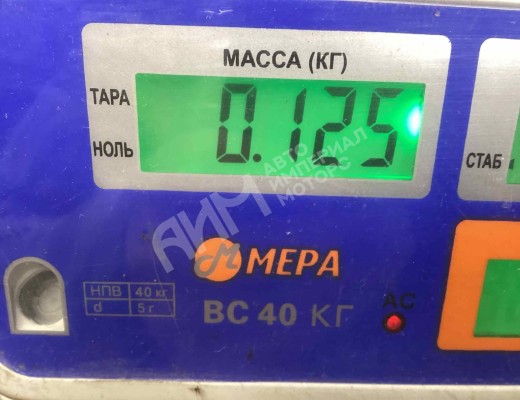 МАССА (КГ)
ТАРА
0.125
НОЛЬ
СТАБ.
АИМ АВТО ИМПЕРИАЛ МОТОРС
М МЕРА
НПВ 40 кг
d 5 г
ВС 40 КГ
АС